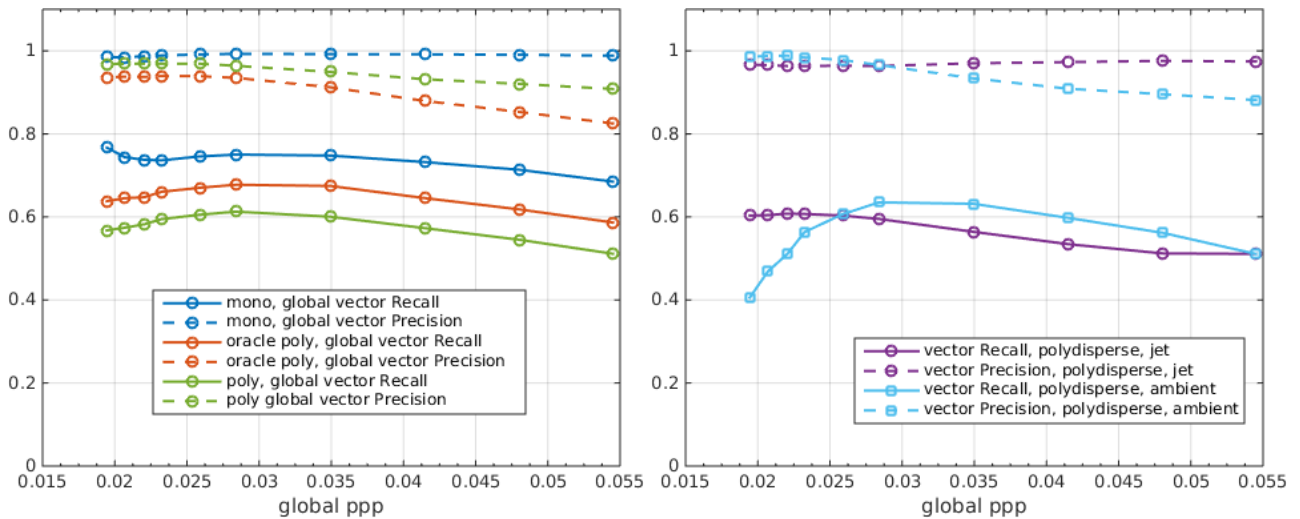 1
0.8
0.6
0.4
0.2
0
0.015
0.02
0.025
0.03
0.035
0.04
0.045
0.05
0.055
global ppp
mono, global vector Recall
mono, global vector Precision
oracle poly, global vector Recall
oracle poly, global vector Precision
poly, global vector Recall
poly global vector Precision
1
0.8
0.6
0.4
0.2
0
0.015
0.02
0.025
0.03
0.035
0.04
0.045
0.05
0.055
global ppp
vector Recall, polydisperse, jet
vector Precision, polydisperse, jet
vector Recall, polydisperse, ambient
vector Precision, polydisperse, ambient